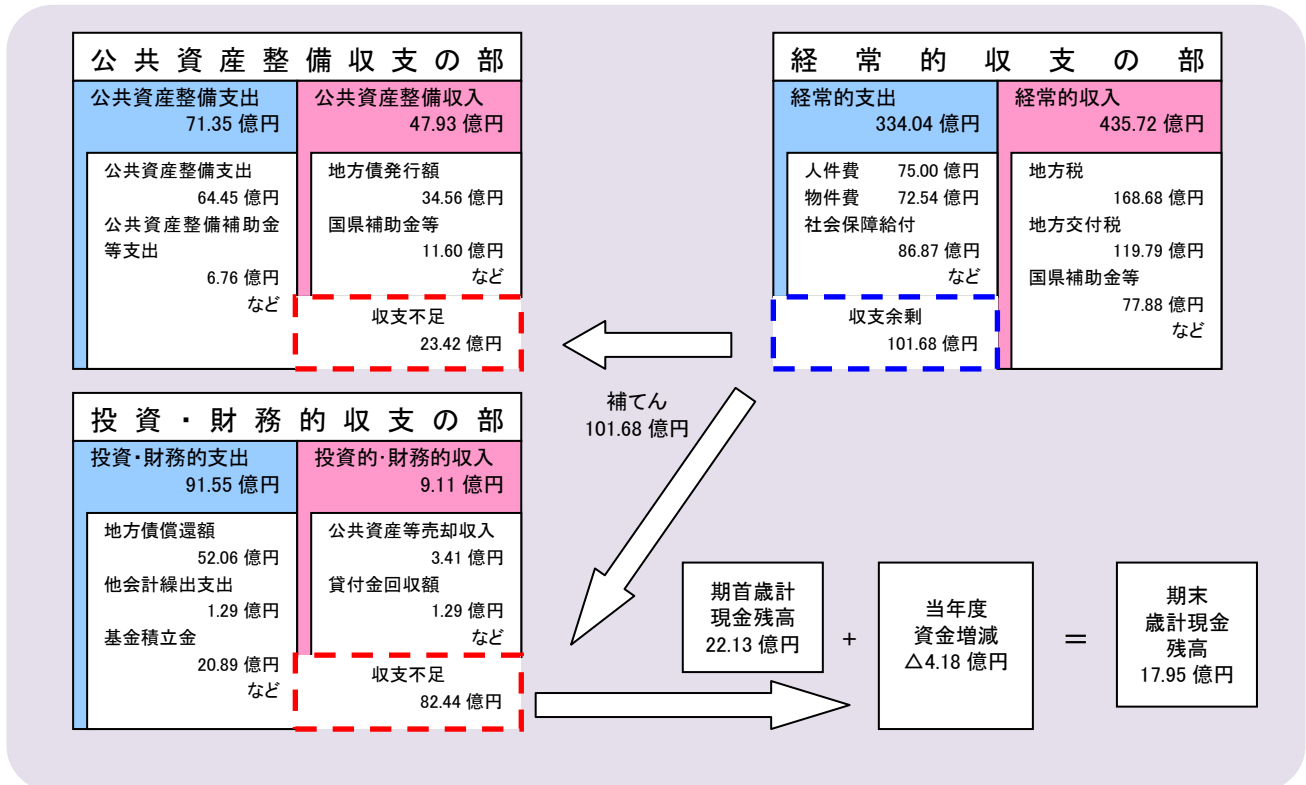 公共資産整備収支の部
公共資産整備支出
71.35 億円
公共資産整備収入
47.93 億円
公共資産整備支出
64.45 億円
公共資産整備補助金
等支出
6.76 億円
など
地方債発行額
34.56 億円
国県補助金等
11.60 億円
など
収支不足
23.42 億円
経常的収支の部
経常的支出
334.04 億円
経常的収入
435.72 億円
人件費 75.00 億円
物件費 72.54 億円
社会保障給付
86.87 億円
など
収支余剰
101.68 億円
地方税
168.68 億円
地方交付税
119.79 億円
国県補助金等
77.88 億円
など
補てん
101.68 億円
投資・財務的収支の部
投資・財務的支出
91.55 億円
投資的・財務的収入
9.11 億円
地方債償還額
52.06 億円
他会計繰出支出
1.29 億円
基金積立金
20.89 億円
など
公共資産等売却収入
3.41 億円
貸付金回収額
1.29 億円
など
収支不足
82.44 億円
期首歳計
現金残高
22.13 億円
+
当年度
資金増減
△4.18 億円
＝
期末
歳計現金
残高
17.95 億円